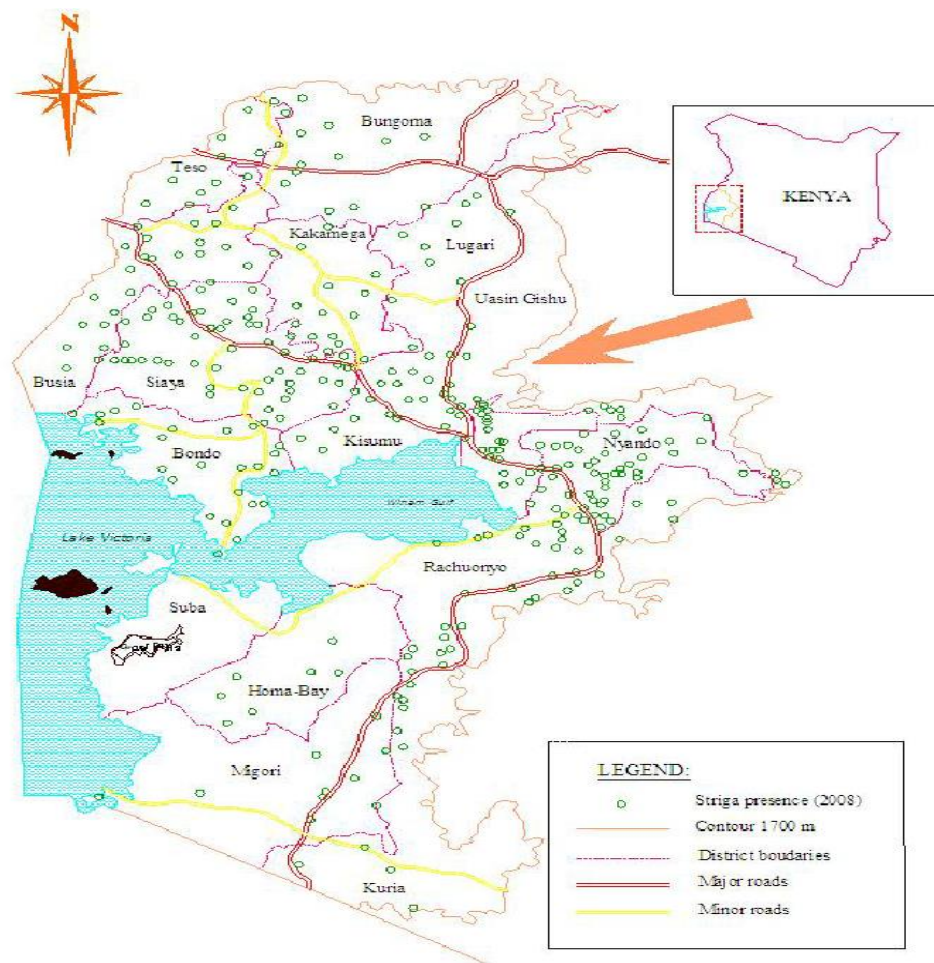 N
Bungoma
Teso
KENYA
Kakamega
Lugari
Uasin Gishu
Busia
Siaya
Kisumu
Nyando
Bondo
Winam Gulf
Lake Victoria
Rachuonyo
Suba
Homa-Bay
Migori
Kuria
LEGEND:
Striga presence (2008)
Contour 1700 m
District boudaries
Major roads
Minor roads